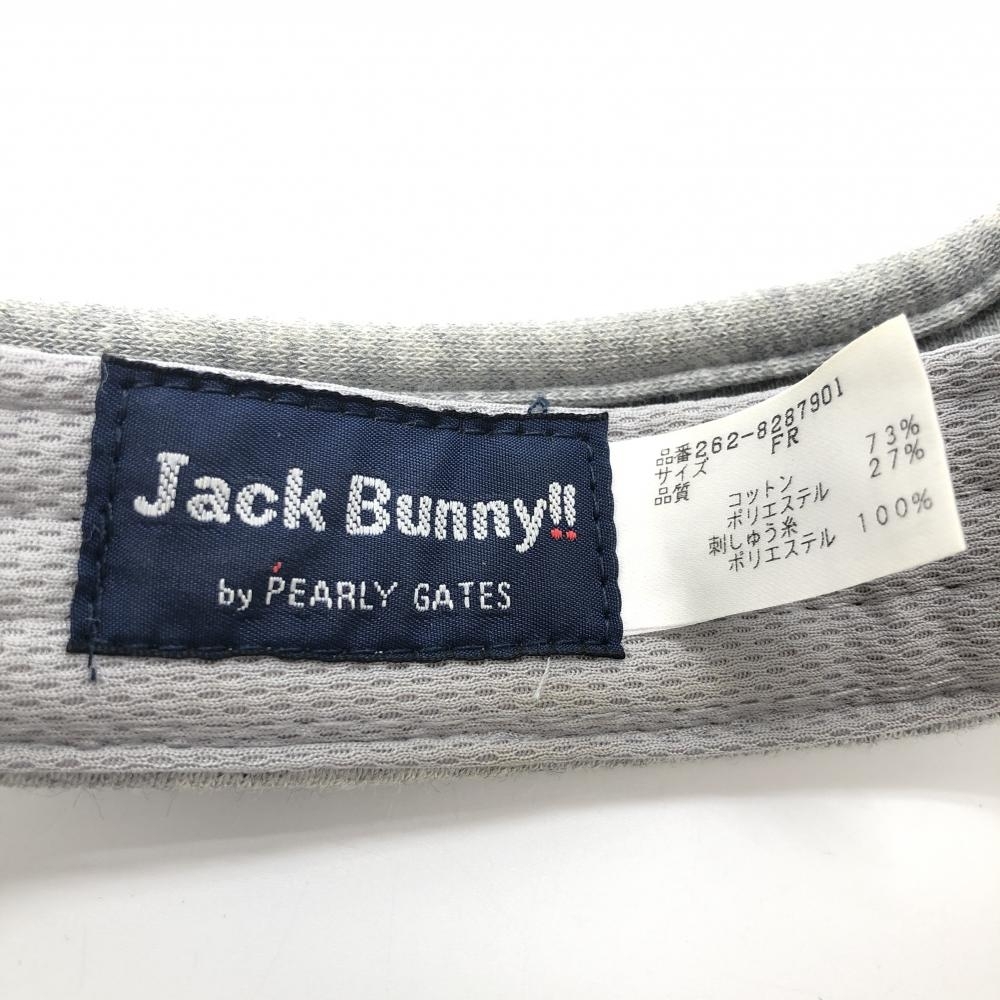 Jack Bunny!!
by PEARLY GATES
品番262-8287901
サイズ FR
品質
コットン 73%
ポリエステル 27%
刺しゅう糸
ポリエステル 100%